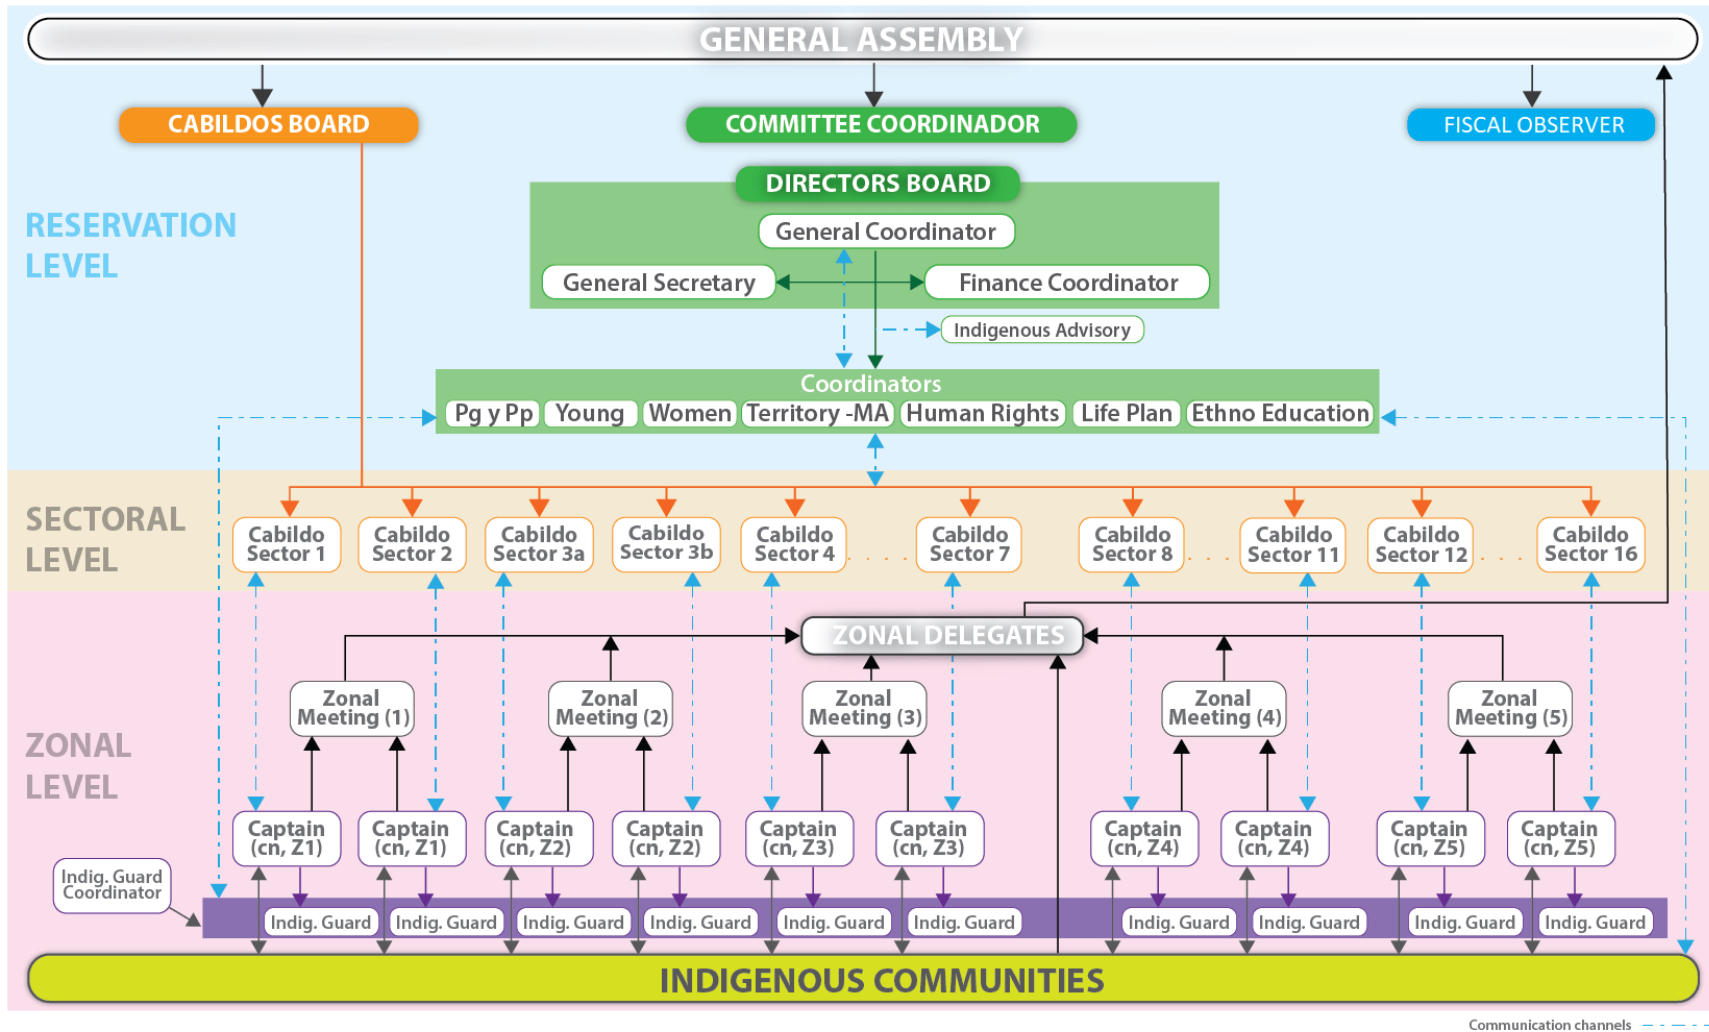 GENERAL ASSEMBLY
CABILDOS BOARD
COMMITTEE COORDINADOR
FISCAL OBSERVER
DIRECTORS BOARD
RESERVATION
LEVEL
General Coordinator
General Secretary
Finance Coordinator
Indigenous Advisory
Coordinators
Pg y Pp
Young
Women
Territory -MA
Human Rights
Life Plan
Ethno Education
SECTORAL
LEVEL
Cabildo
Sector 1
Cabildo
Sector 2
Cabildo
Sector 3a
Cabildo
Sector 3b
Cabildo
Sector 4
. . . . .
Cabildo
Sector 7
Cabildo
Sector 8
. . . .
Cabildo
Sector 11
Cabildo
Sector 12
. . . .
Cabildo
Sector 16
ZONAL DELEGATES
Zonal
Meeting (1)
Zonal
Meeting (2)
Zonal
Meeting (3)
Zonal
Meeting (4)
Zonal
Meeting (5)
ZONAL
LEVEL
Captain
(cn, Z1)
Captain
(cn, Z1)
Captain
(cn, Z2)
Captain
(cn, Z2)
Captain
(cn, Z3)
Captain
(cn, Z3)
Captain
(cn, Z4)
Captain
(cn, Z4)
Captain
(cn, Z5)
Captain
(cn, Z5)
Indig. Guard
Coordinator
Indig. Guard
Indig. Guard
Indig. Guard
Indig. Guard
Indig. Guard
Indig. Guard
Indig. Guard
Indig. Guard
Indig. Guard
Indig. Guard
INDIGENOUS COMMUNITIES
Communication channels